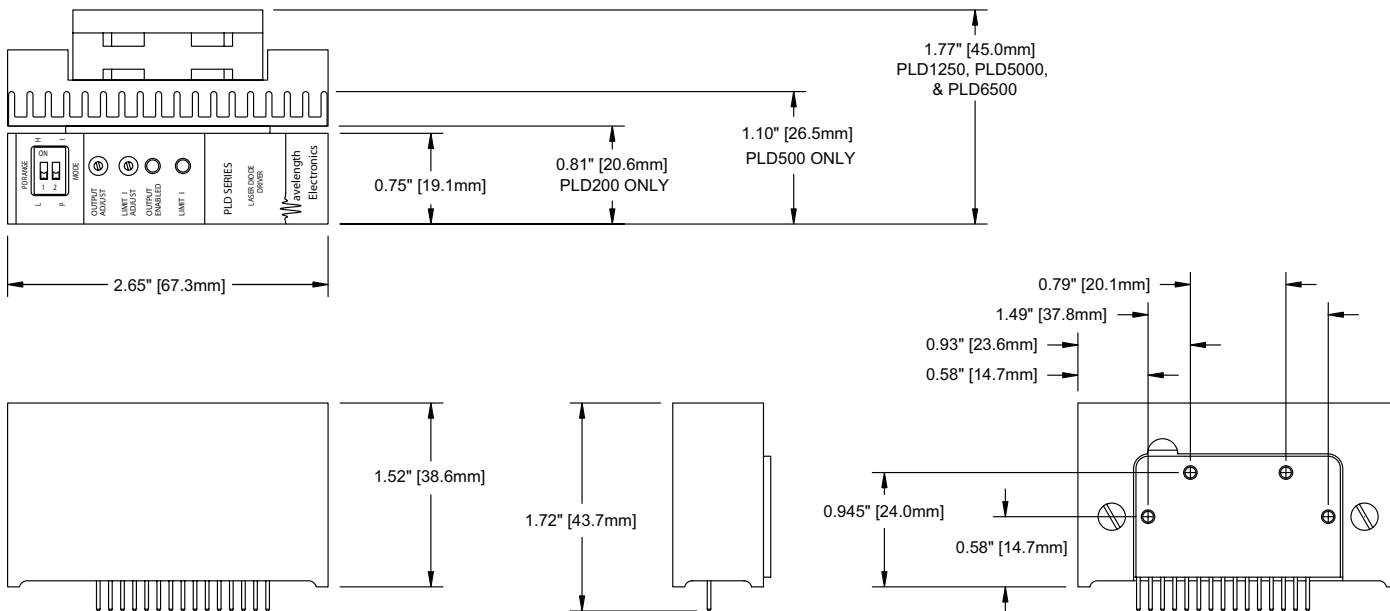 1.77" [45.0mm]
PLD1250, PLD5000,
& PLD6500
1.10" [26.5mm]
PLD500 ONLY
0.81" [20.6mm]
PLD200 ONLY
0.75" [19.1mm]
PD RANGE
H
I
ON
1 2
L
P
MODE
OUTPUT
ADJUST
LIMIT I
ADJUST
OUTPUT
ENABLED
LIMIT I
PLD SERIES
LASER DIODE
DRIVER
avelength
Electronics
2.65" [67.3mm]
0.79" [20.1mm]
1.49" [37.8mm]
0.93" [23.6mm]
0.58" [14.7mm]
1.52" [38.6mm]
1.72" [43.7mm]
0.945" [24.0mm]
0.58" [14.7mm]